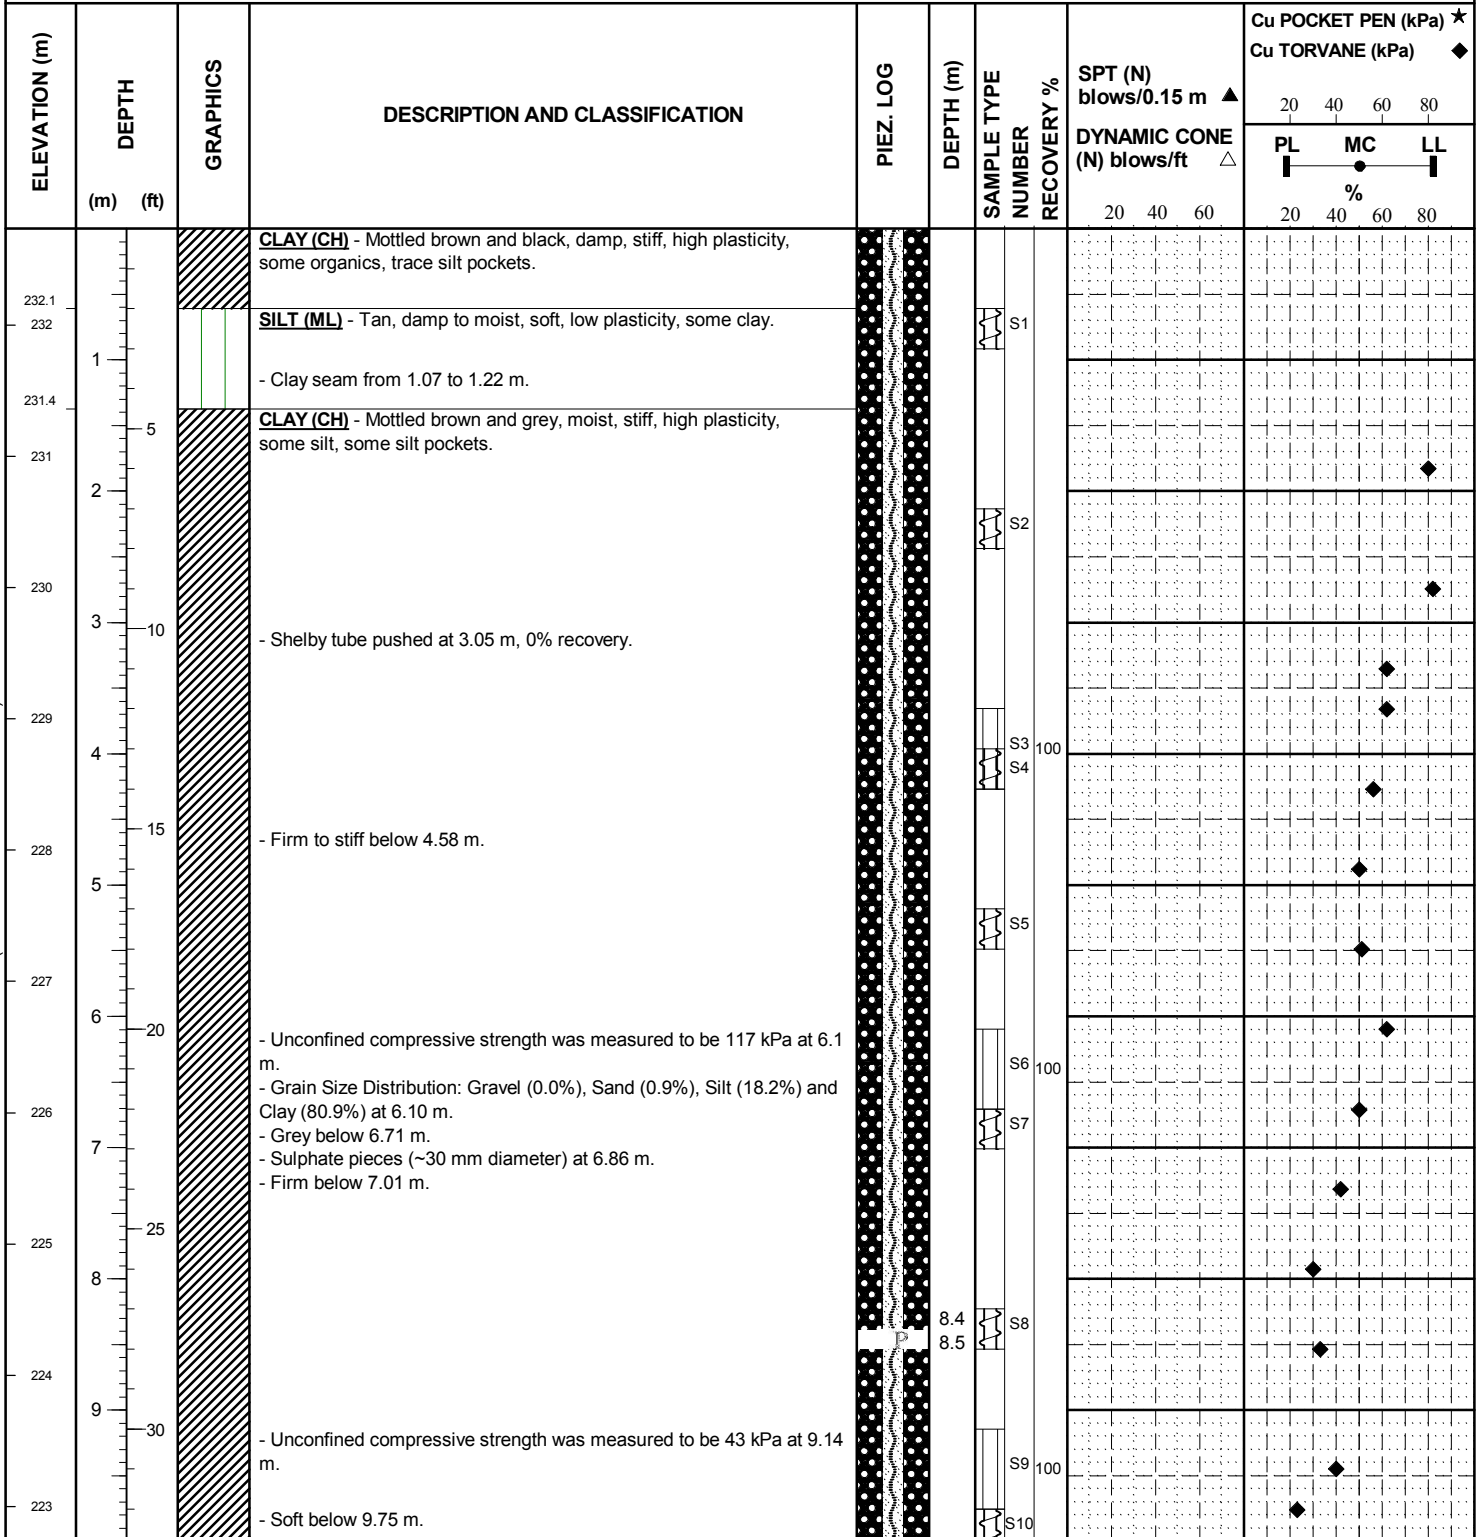 ELEVATION (m)
DEPTH
(m) (ft)
GRAPHICS
DESCRIPTION AND CLASSIFICATION
PIEZ. LOG
DEPTH (m)
SAMPLE TYPE
NUMBER
RECOVERY %
SPT (N)
blows/0.15 m ▲
DYNAMIC CONE
(N) blows/ft △
20 40 60
Cu POCKET PEN (kPa) ★
Cu TORVANE (kPa) ◆
20 40 60 80
PL MC LL
%
20 40 60 80
CLAY (CH) - Mottled brown and black, damp, stiff, high plasticity,
some organics, trace silt pockets.
232.1
232
SILT (ML) - Tan, damp to moist, soft, low plasticity, some clay.
S1
1
- Clay seam from 1.07 to 1.22 m.
231.4
CLAY (CH) - Mottled brown and grey, moist, stiff, high plasticity,
5
some silt, some silt pockets.
231
2
S2
230
3
10
- Shelby tube pushed at 3.05 m, 0% recovery.
229
S3 100
4
S4
15
- Firm to stiff below 4.58 m.
228
5
S5
227
6
20
- Unconfined compressive strength was measured to be 117 kPa at 6.1
m.
S6 100
- Grain Size Distribution: Gravel (0.0%), Sand (0.9%), Silt (18.2%) and
Clay (80.9%) at 6.10 m.
226
S7
- Grey below 6.71 m.
7
- Sulphate pieces (~30 mm diameter) at 6.86 m.
- Firm below 7.01 m.
25
225
8
8.4
S8
P
8.5
224
9
30
- Unconfined compressive strength was measured to be 43 kPa at 9.14
m.
S9 100
223
- Soft below 9.75 m.
S10